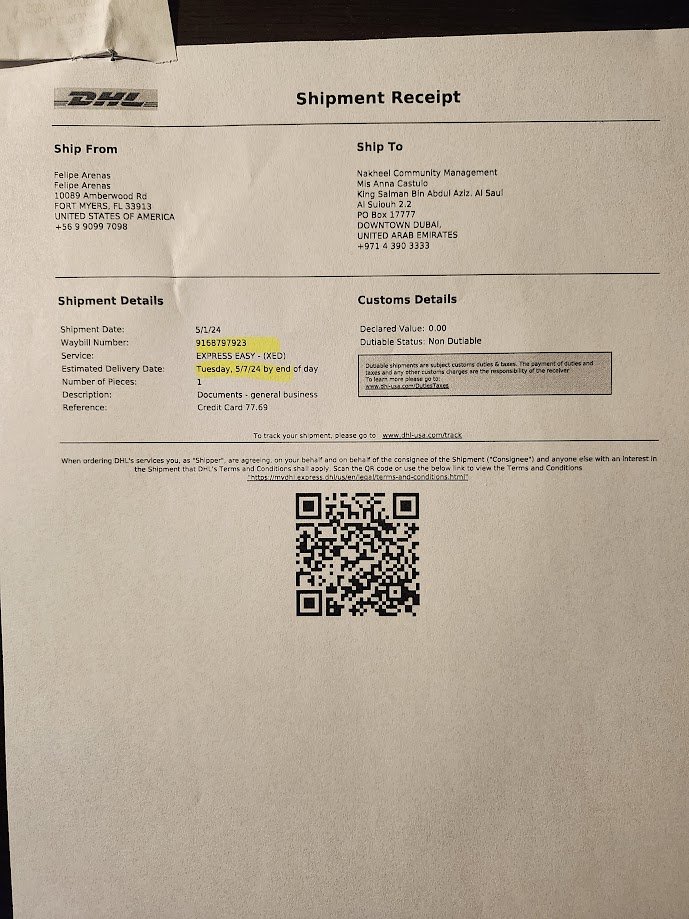 DHL
Shipment Receipt
Ship From
Felipe Arenas
Felipe Arenas
10089 Amberwood Rd
FORT MYERS, FL 33913
UNITED STATES OF AMERICA
+56 9 9099 7098
Ship To
Nakheel Community Management
Mis Anna Castulo
King Salman Bin Abdul Aziz. Al Saul
Al Suiouh 2.2
PO Box 17777
DOWNTOWN DUBAI,
UNITED ARAB EMIRATES
+971 4 390 3333
Shipment Details
Shipment Date: 5/1/24
Waybill Number: 9168797923
Service: EXPRESS EASY - (XED)
Estimated Delivery Date: Tuesday, 5/7/24 by end of day
Number of Pieces: 1
Description: Documents - general business
Reference: Credit Card 77.69
Customs Details
Declared Value: 0.00
Dutiable Status: Non Dutiable
Dutiable shipments are subject customs duties & taxes. The payment of duties and
taxes and any other customs charges are the responsibility of the receiver
To learn more please go to:
www.dhl-usa.com/DutiesTaxes
To track your shipment, please go to www.dhl-usa.com/track
When ordering DHL's services you, as "Shipper", are agreeing, on your behalf and on behalf of the consignee of the Shipment ("Consignee") and anyone else with an interest in
the Shipment that DHL's Terms and Conditions shall apply. Scan the QR code or use the below link to view the Terms and Conditions
"https://mydhl.express.dhl/us/en/legal/terms-and-conditions.html"